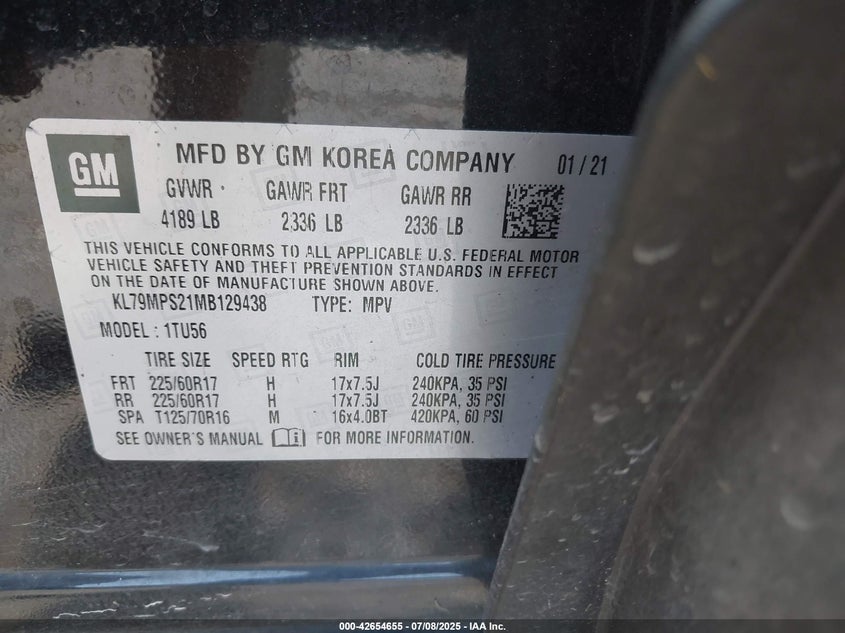 GM
MFD BY GM KOREA COMPANY 01/21
GVWR GAWR FRT GAWR RR
4189 LB 2336 LB 2336 LB
THIS VEHICLE CONFORMS TO ALL APPLICABLE U.S. FEDERAL MOTOR
VEHICLE SAFETY AND THEFT PREVENTION STANDARDS IN EFFECT
ON THE DATE OF MANUFACTURE SHOWN ABOVE.
KL79MPS21MB129438 TYPE: MPV
MODEL: 1TU56
TIRE SIZE SPEED RTG RIM COLD TIRE PRESSURE
FRT 225/60R17 H 17x7.5J 240KPA, 35 PSI
RR 225/60R17 H 17x7.5J 240KPA, 35 PSI
SPA T125/70R16 M 16x4.0BT 420KPA, 60 PSI
SEE OWNER'S MANUAL FOR MORE INFORMATION.
000-42654655 - 07/08/2025 - IAA Inc.